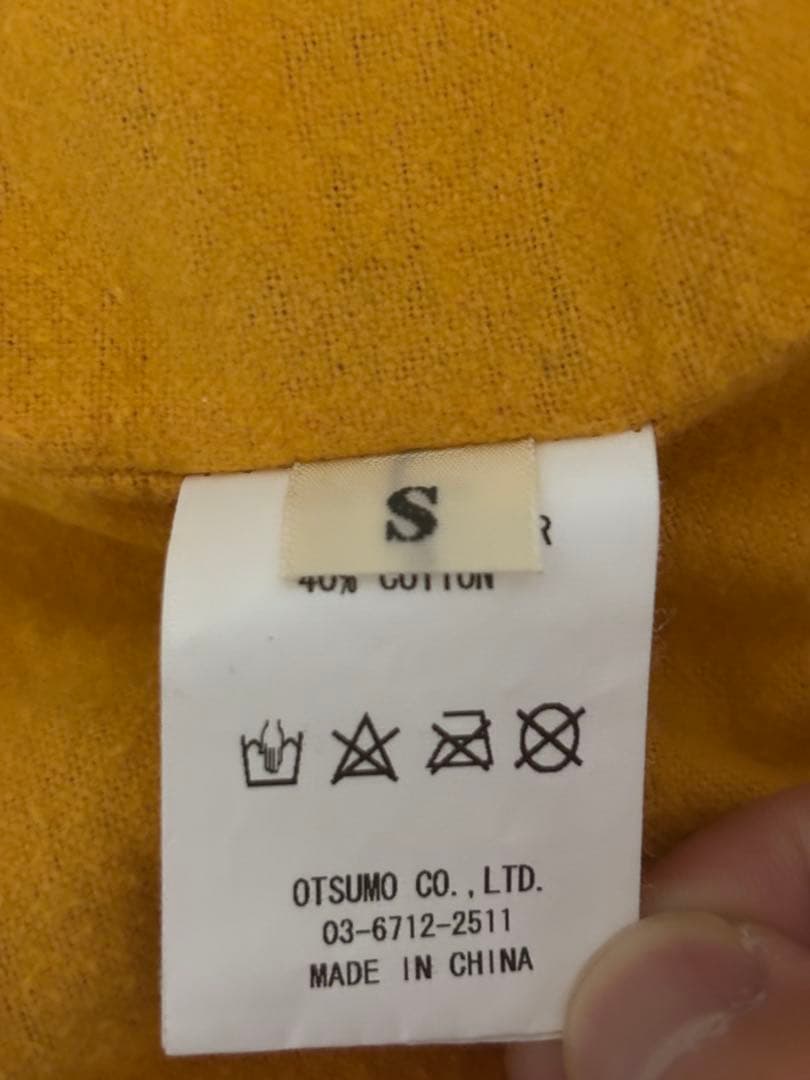 S
R
40% COTTON
OTSUMO CO.,LTD.
03-6712-2511
MADE IN CHINA